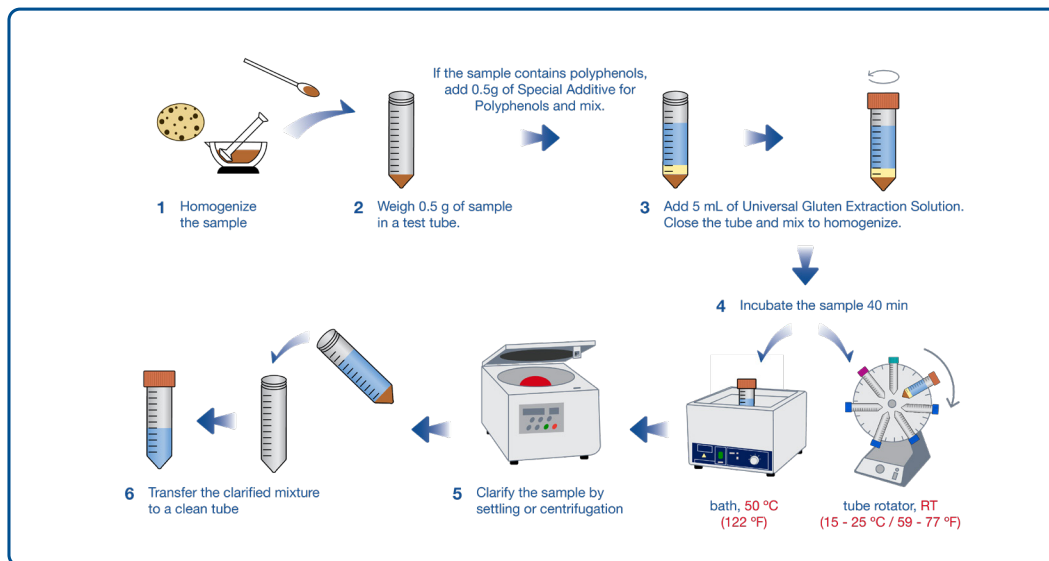 1 Homogenize
the sample
2 Weigh 0.5 g of sample
in a test tube.
If the sample contains polyphenols,
add 0.5g of Special Additive for
Polyphenols and mix.
3 Add 5 mL of Universal Gluten Extraction Solution.
Close the tube and mix to homogenize.
4 Incubate the sample 40 min
bath, 50 ºC
(122 ºF)
tube rotator, RT
(15 - 25 ºC / 59 - 77 ºF)
5 Clarify the sample by
settling or centrifugation
6 Transfer the clarified mixture
to a clean tube